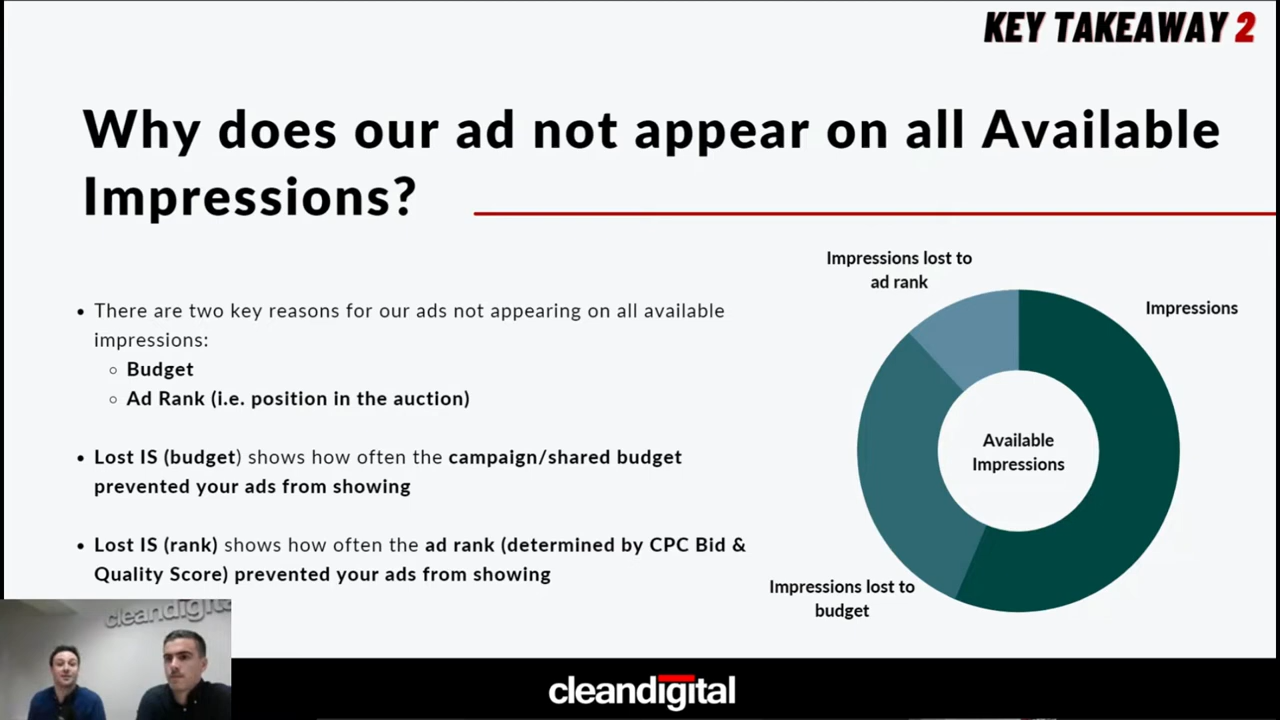 KEY TAKEAWAY 2
Why does our ad not appear on all Available
Impressions?
There are two key reasons for our ads not appearing on all available
impressions:
Budget
Ad Rank (i.e. position in the auction)
Lost IS (budget) shows how often the campaign/shared budget
prevented your ads from showing
Lost IS (rank) shows how often the ad rank (determined by CPC Bid &
Quality Score) prevented your ads from showing
Impressions lost to
ad rank
Impressions
Available
Impressions
Impressions lost to
budget
cleandigital
cleandigital